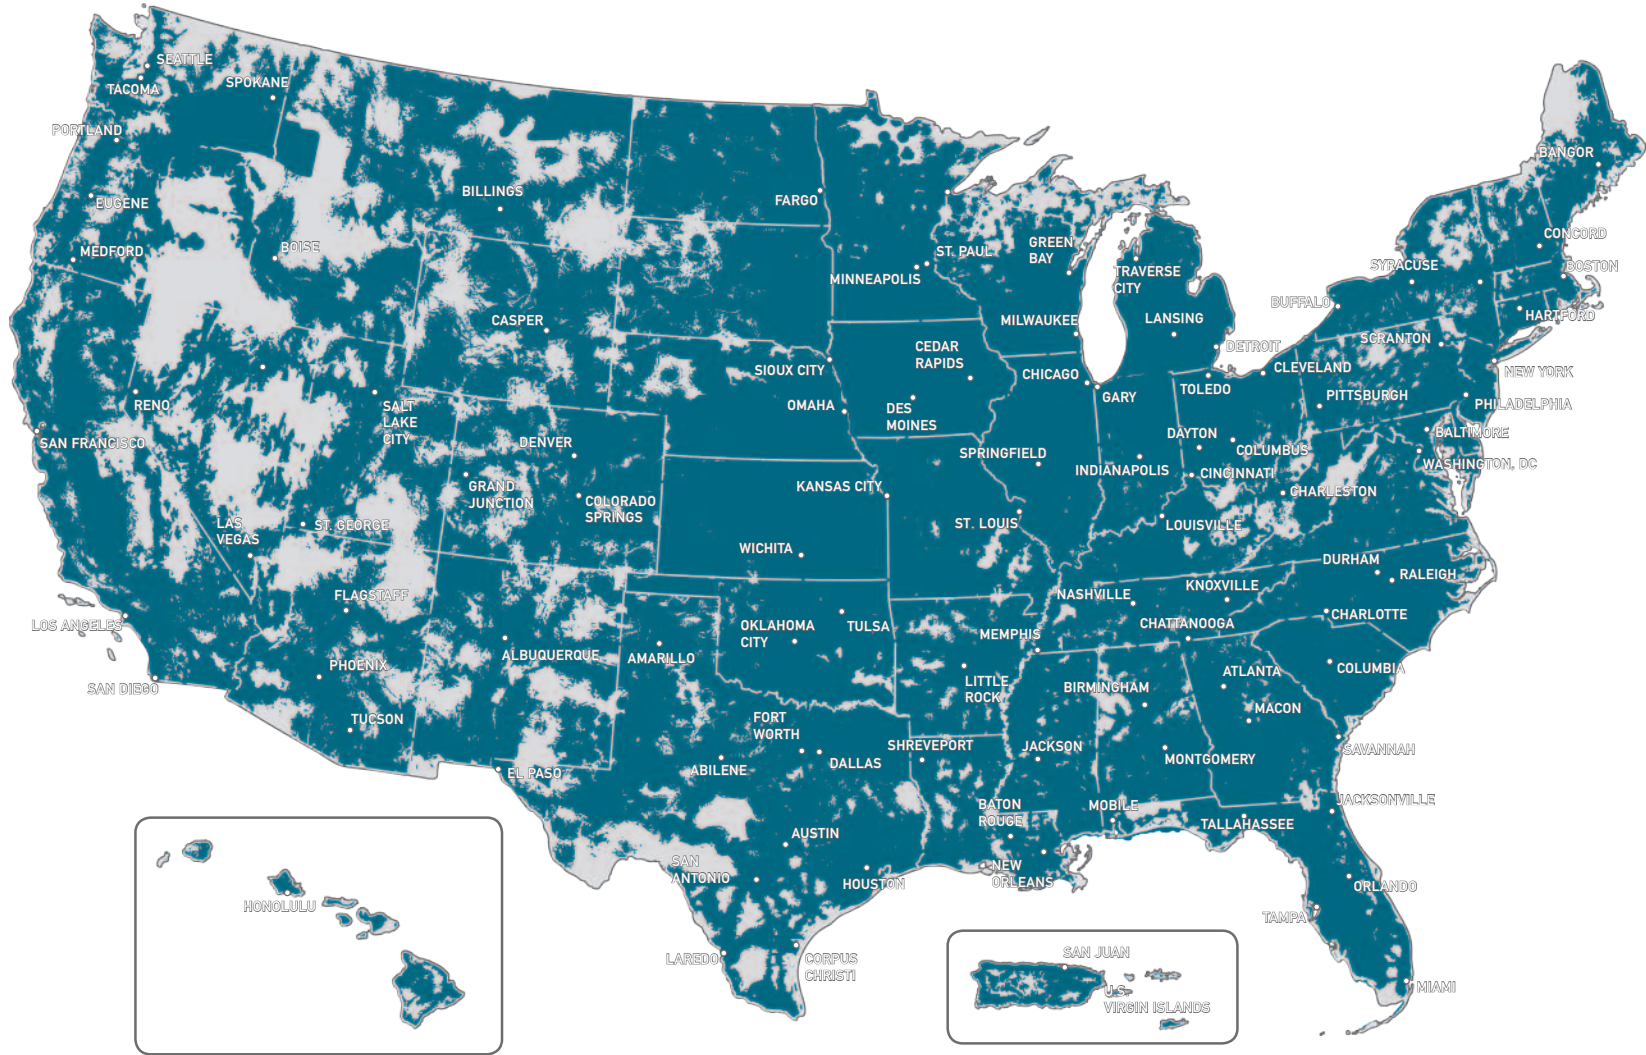 SEATTLE
TACOMA
SPOKANE
PORTLAND
EUGENE
MEDFORD
BOISE
BILLINGS
CASPER
FARGO
ST. PAUL
MINNEAPOLIS
GREEN
BAY
TRAVERSE
CITY
MILWAUKEE
LANSING
DETROIT
BANGOR
CONCORD
BOSTON
SYRACUSE
BUFFALO
HARTFORD
SCRANTON
NEW YORK
CLEVELAND
PITTSBURGH
PHILADELPHIA
BALTIMORE
WASHINGTON, DC
CEDAR
RAPIDS
SIOUX CITY
OMAHA
DES
MOINES
CHICAGO
GARY
TOLEDO
DAYTON
COLUMBUS
SPRINGFIELD
INDIANAPOLIS
CINCINNATI
CHARLESTON
RENO
SALT
LAKE
CITY
SAN FRANCISCO
DENVER
GRAND
JUNCTION
COLORADO
SPRINGS
KANSAS CITY
ST. LOUIS
LOUISVILLE
LAS
VEGAS
ST. GEORGE
WICHITA
DURHAM
RALEIGH
KNOXVILLE
NASHVILLE
FLAGSTAFF
LOS ANGELES
OKLAHOMA
CITY
TULSA
MEMPHIS
CHATTANOOGA
CHARLOTTE
ALBUQUERQUE
AMARILLO
PHOENIX
SAN DIEGO
LITTLE
ROCK
BIRMINGHAM
ATLANTA
COLUMBIA
MACON
TUCSON
FORT
WORTH
DALLAS
SHREVEPORT
JACKSON
MONTGOMERY
SAVANNAH
EL PASO
ABILENE
BATON
ROUGE
MOBILE
TALLAHASSEE
JACKSONVILLE
AUSTIN
SAN
ANTONIO
HOUSTON
NEW
ORLEANS
ORLANDO
TAMPA
HONOLULU
LAREDO
CORPUS
CHRISTI
SAN JUAN
U.S.
VIRGIN ISLANDS
MIAMI